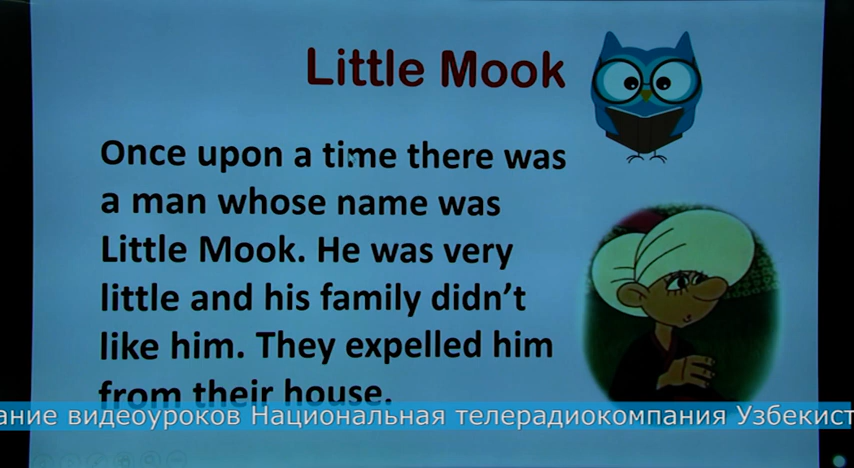 Little Mook
Once upon a time there was
a man whose name was
Little Mook. He was very
little and his family didn't
like him. They expelled him
from their house.
ание видеоуроков Национальная телерадиокомпания Узбекист